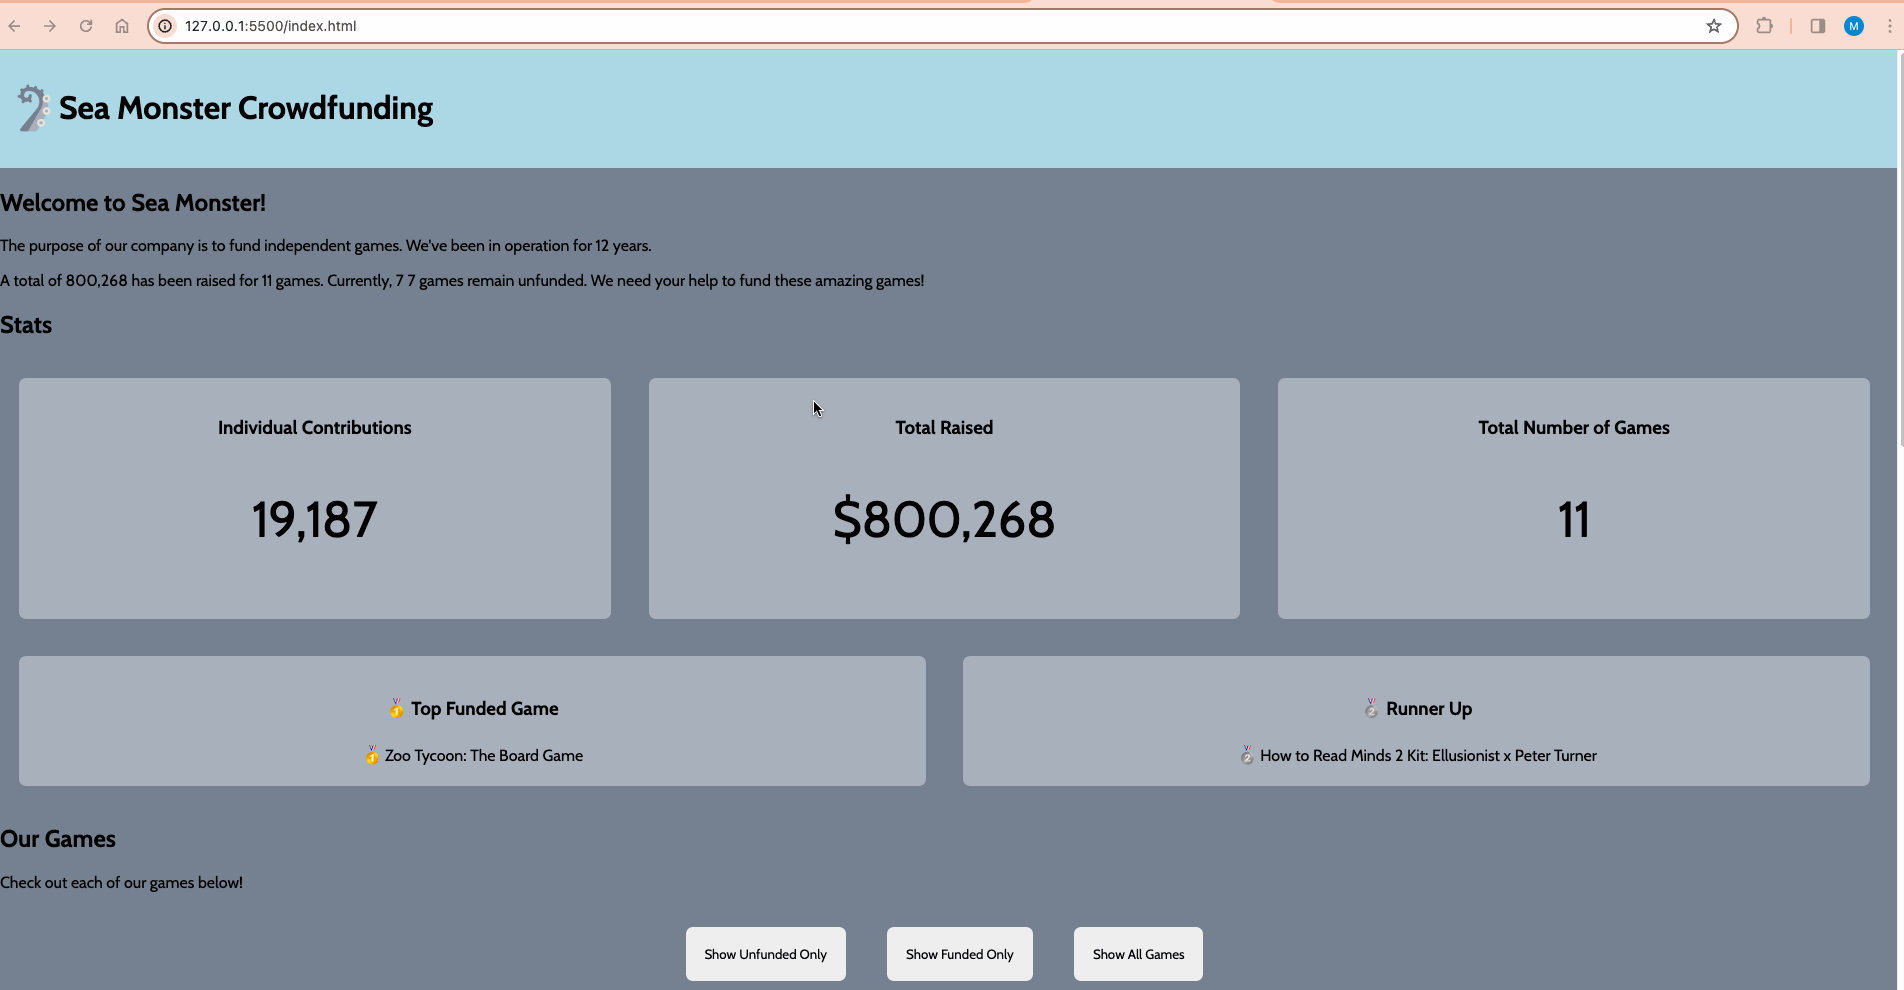 127.0.0.1:5500/index.html
M
Sea Monster Crowdfunding
Welcome to Sea Monster!
The purpose of our company is to fund independent games. We've been in operation for 12 years.
A total of 800,268 has been raised for 11 games. Currently, 7 7 games remain unfunded. We need your help to fund these amazing games!
Stats
Individual Contributions
19,187
Total Raised
$800,268
Total Number of Games
11
🥇 Top Funded Game
🥇 Zoo Tycoon: The Board Game
🥈 Runner Up
🥈 How to Read Minds 2 Kit: Ellusionist x Peter Turner
Our Games
Check out each of our games below!
Show Unfunded Only
Show Funded Only
Show All Games